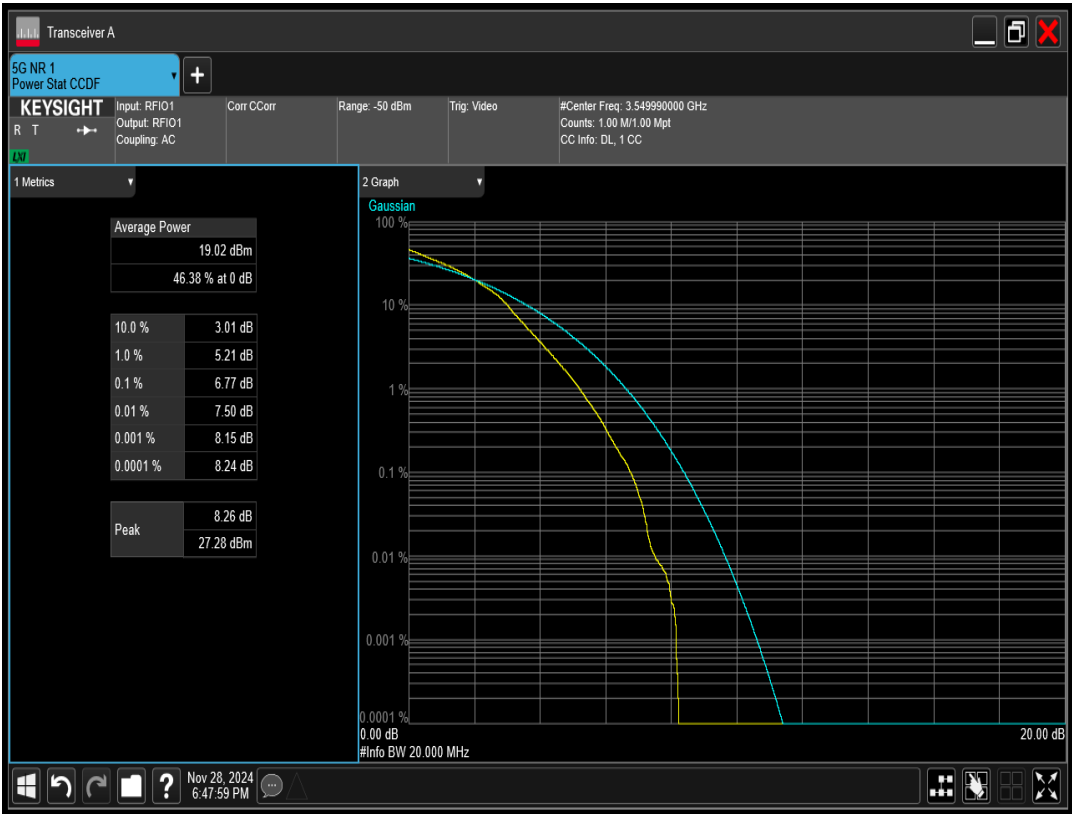 Transceiver A
5G NR 1
Power Stat CCDF
+
KEYSIGHT
R T
LXI
Input: RFIO1
Output: RFIO1
Coupling: AC
Corr CCorr
Range: -50 dBm
Trig: Video
#Center Freq: 3.549990000 GHz
Counts: 1.00 M/1.00 Mpt
CC Info: DL, 1 CC
1 Metrics
Average Power
19.02 dBm
46.38 % at 0 dB
10.0 % 3.01 dB
1.0 % 5.21 dB
0.1 % 6.77 dB
0.01 % 7.50 dB
0.001 % 8.15 dB
0.0001 % 8.24 dB
Peak
8.26 dB
27.28 dBm
2 Graph
Gaussian
100 %
10 %
1 %
0.1 %
0.01 %
0.001 %
0.0001 %
0.00 dB
20.00 dB
#Info BW 20.000 MHz
?
Nov 28, 2024
6:47:59 PM